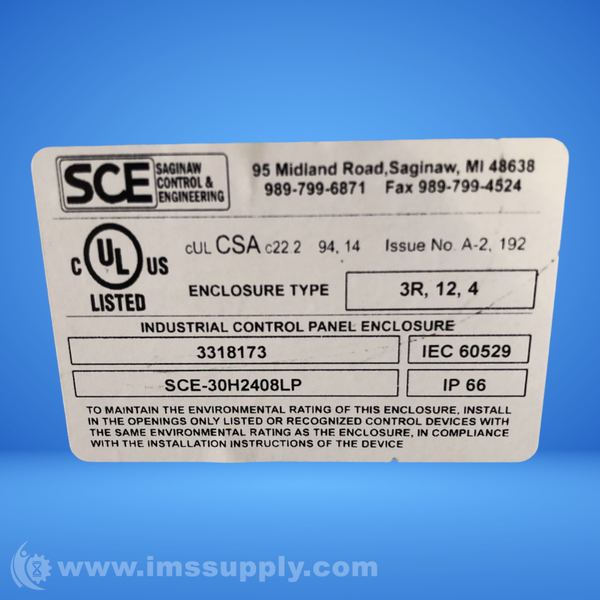 SCE SAGINAW CONTROL & ENGINEERING
95 Midland Road,Saginaw, MI 48638
989-799-6871 Fax 989-799-4524
C UL US
LISTED
cUL CSA c22.2 94, 14 Issue No. A-2, 192
ENCLOSURE TYPE 3R, 12, 4
INDUSTRIAL CONTROL PANEL ENCLOSURE
3318173 IEC 60529
SCE-30H2408LP IP 66
TO MAINTAIN THE ENVIRONMENTAL RATING OF THIS ENCLOSURE, INSTALL
IN THE OPENINGS ONLY LISTED OR RECOGNIZED CONTROL DEVICES WITH
THE SAME ENVIRONMENTAL RATING AS THE ENCLOSURE, IN COMPLIANCE
WITH THE INSTALLATION INSTRUCTIONS OF THE DEVICE
www.imssupply.com